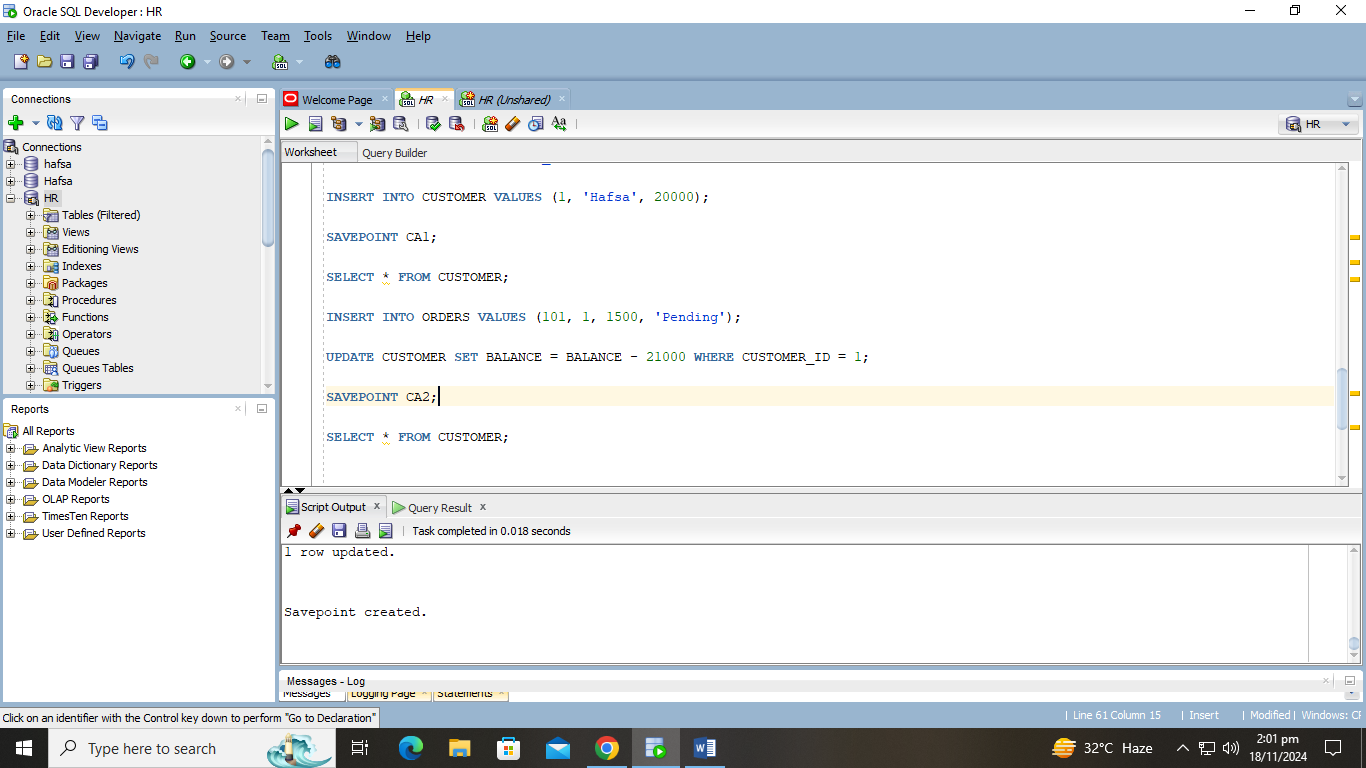 Oracle SQL Developer : HR
File Edit View Navigate Run Source Team Tools Window Help
Connections
Connections
hafsa
Hafsa
HR
Tables (Filtered)
Views
Editioning Views
Indexes
Packages
Procedures
Functions
Operators
Queues
Queues Tables
Triggers
Reports
All Reports
Analytic View Reports
Data Dictionary Reports
Data Modeler Reports
OLAP Reports
TimesTen Reports
User Defined Reports
Welcome Page HR HR (Unshared)
HR
Worksheet Query Builder
INSERT INTO CUSTOMER VALUES (1, 'Hafsa', 20000);
SAVEPOINT CA1;
SELECT * FROM CUSTOMER;
INSERT INTO ORDERS VALUES (101, 1, 1500, 'Pending');
UPDATE CUSTOMER SET BALANCE = BALANCE - 21000 WHERE CUSTOMER_ID = 1;
SAVEPOINT CA2;
SELECT * FROM CUSTOMER;
Script Output x Query Result x
Task completed in 0.018 seconds
1 row updated.
Savepoint created.
Messages - Log
Messages Logging Page Statements
Click on an identifier with the Control key down to perform "Go to Declaration"
Line 61 Column 15 Insert Modified Windows: CF
Type here to search
32°C Haze
2:01 pm
18/11/2024